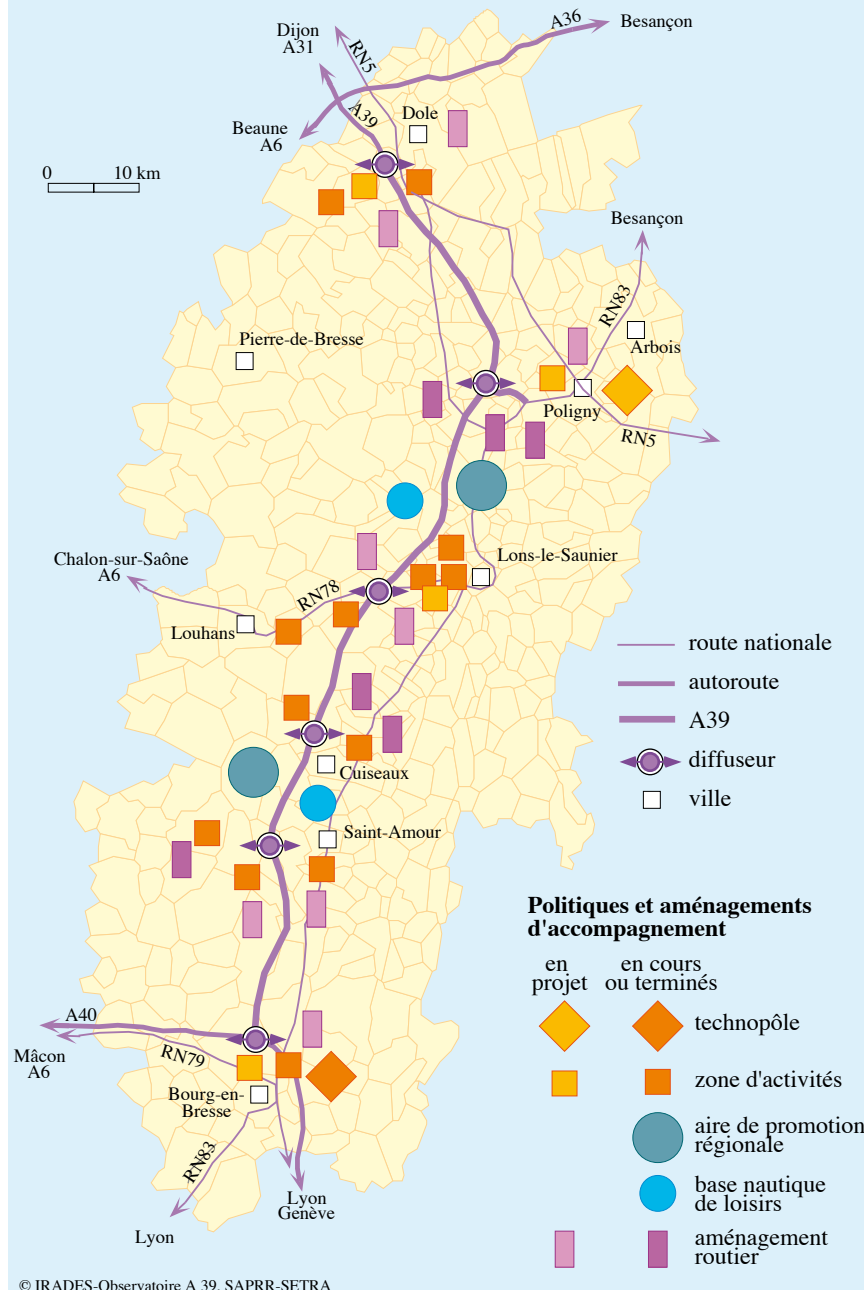 A36
Besançon
Dijon
A31
RN5
A39
Dole
Beaune
A6
0 10 km
Besançon
RN83
Pierre-de-Bresse
Arbois
Poligny
RN5
Chalon-sur-Saône
A6
Lons-le-Saunier
RN78
Louhans
route nationale
autoroute
A39
diffuseur
ville
Cuiseaux
Saint-Amour
Politiques et aménagements
d'accompagnement
en
projet
en cours
ou terminés
technopôle
zone d'activités
aire de promotion
régionale
base nautique
de loisirs
aménagement
routier
A40
Mâcon
A6
RN79
Bourg-en-
Bresse
RN83
Lyon
Lyon
Genève
© IRADES-Observatoire A 39, SAPRR-SETRA